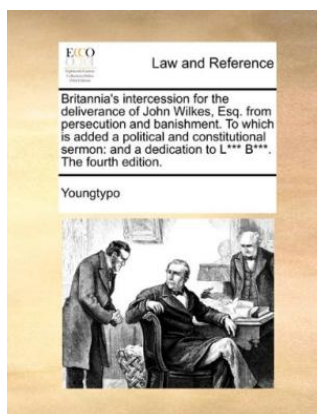 ECCO
Law and Reference
Britannia's intercession for the
deliverance of John Wilkes, Esq. from
persecution and banishment. To which
is added a political and constitutional
sermon: and a dedication to L*** B***.
The fourth edition.
Youngtypo